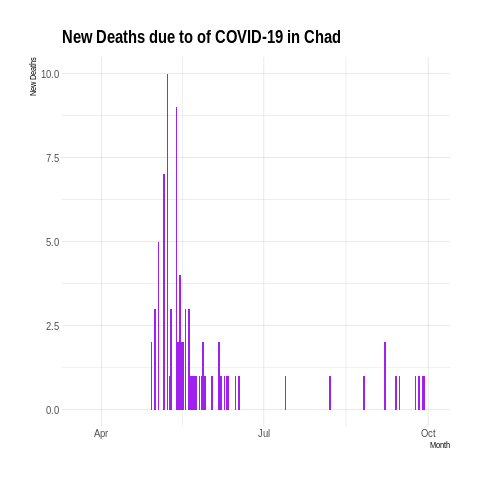 New Deaths due to of COVID-19 in Chad
New Deaths
10.0
7.5
5.0
2.5
0.0
Apr
Jul
Oct
Month